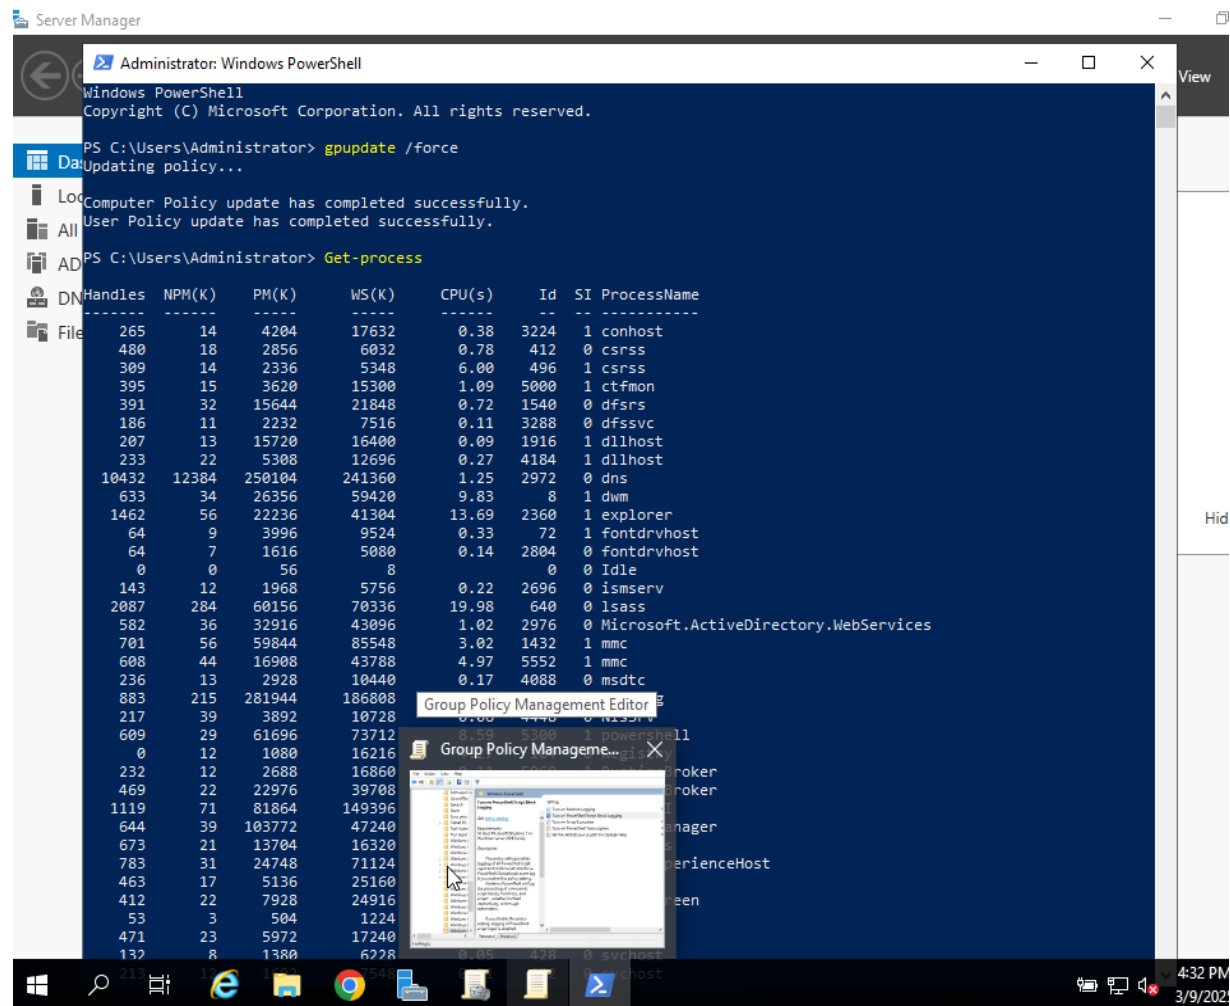 Server Manager
Administrator: Windows PowerShell
View
Windows PowerShell
Copyright (C) Microsoft Corporation. All rights reserved.
PS C:\Users\Administrator> gpupdate /force
Updating policy...
Computer Policy update has completed successfully.
User Policy update has completed successfully.
PS C:\Users\Administrator> Get-process
Handles NPM(K) PM(K) WS(K) CPU(s) Id SI ProcessName
------- ------ ----- ----- ------ -- -- -----------
265 14 4204 17632 0.38 3224 1 conhost
480 18 2856 6032 0.78 412 0 csrss
309 14 2336 5348 6.00 496 1 csrss
395 15 3620 15300 1.09 5000 1 ctfmon
391 32 15644 21848 0.72 1540 0 dfsrs
186 11 2232 7516 0.11 3288 0 dfssvc
207 13 15720 16400 0.09 1916 1 dllhost
233 22 5308 12696 0.27 4184 1 dllhost
10432 12384 250104 241360 1.25 2972 0 dns
633 34 26356 59420 9.83 8 1 dwm
1462 56 22236 41304 13.69 2360 1 explorer
64 9 3996 9524 0.33 72 1 fontdrvhost
64 7 1616 5080 0.14 2804 0 fontdrvhost
0 0 56 8 0 0 Idle
143 12 1968 5756 0.22 2696 0 ismserv
2087 284 60156 70336 19.98 640 0 lsass
582 36 32916 43096 1.02 2976 0 Microsoft.ActiveDirectory.WebServices
701 56 59844 85548 3.02 1432 1 mmc
608 44 16908 43788 4.97 5552 1 mmc
236 13 2928 10440 0.17 4088 0 msdtc
883 215 281944 186808
217 39 3892 10728
609 29 61696 73712 8.59 5300 1 powershell
0 12 1080 16216
232 12 2688 16860 Broker
469 22 22976 39708 roker
1119 71 81864 149396
644 39 103772 47240 nager
673 21 13704 16320
783 31 24748 71124 perienceHost
463 17 5136 25160
412 22 7928 24916 een
53 3 504 1224
471 23 5972 17240
132 8 1380 6228 0.05 428 0 svchost
Das
Loc
All
AD
DN
File
Hid
Group Policy Management Editor
Group Policy Manageme...
4:32 PM
3/9/202